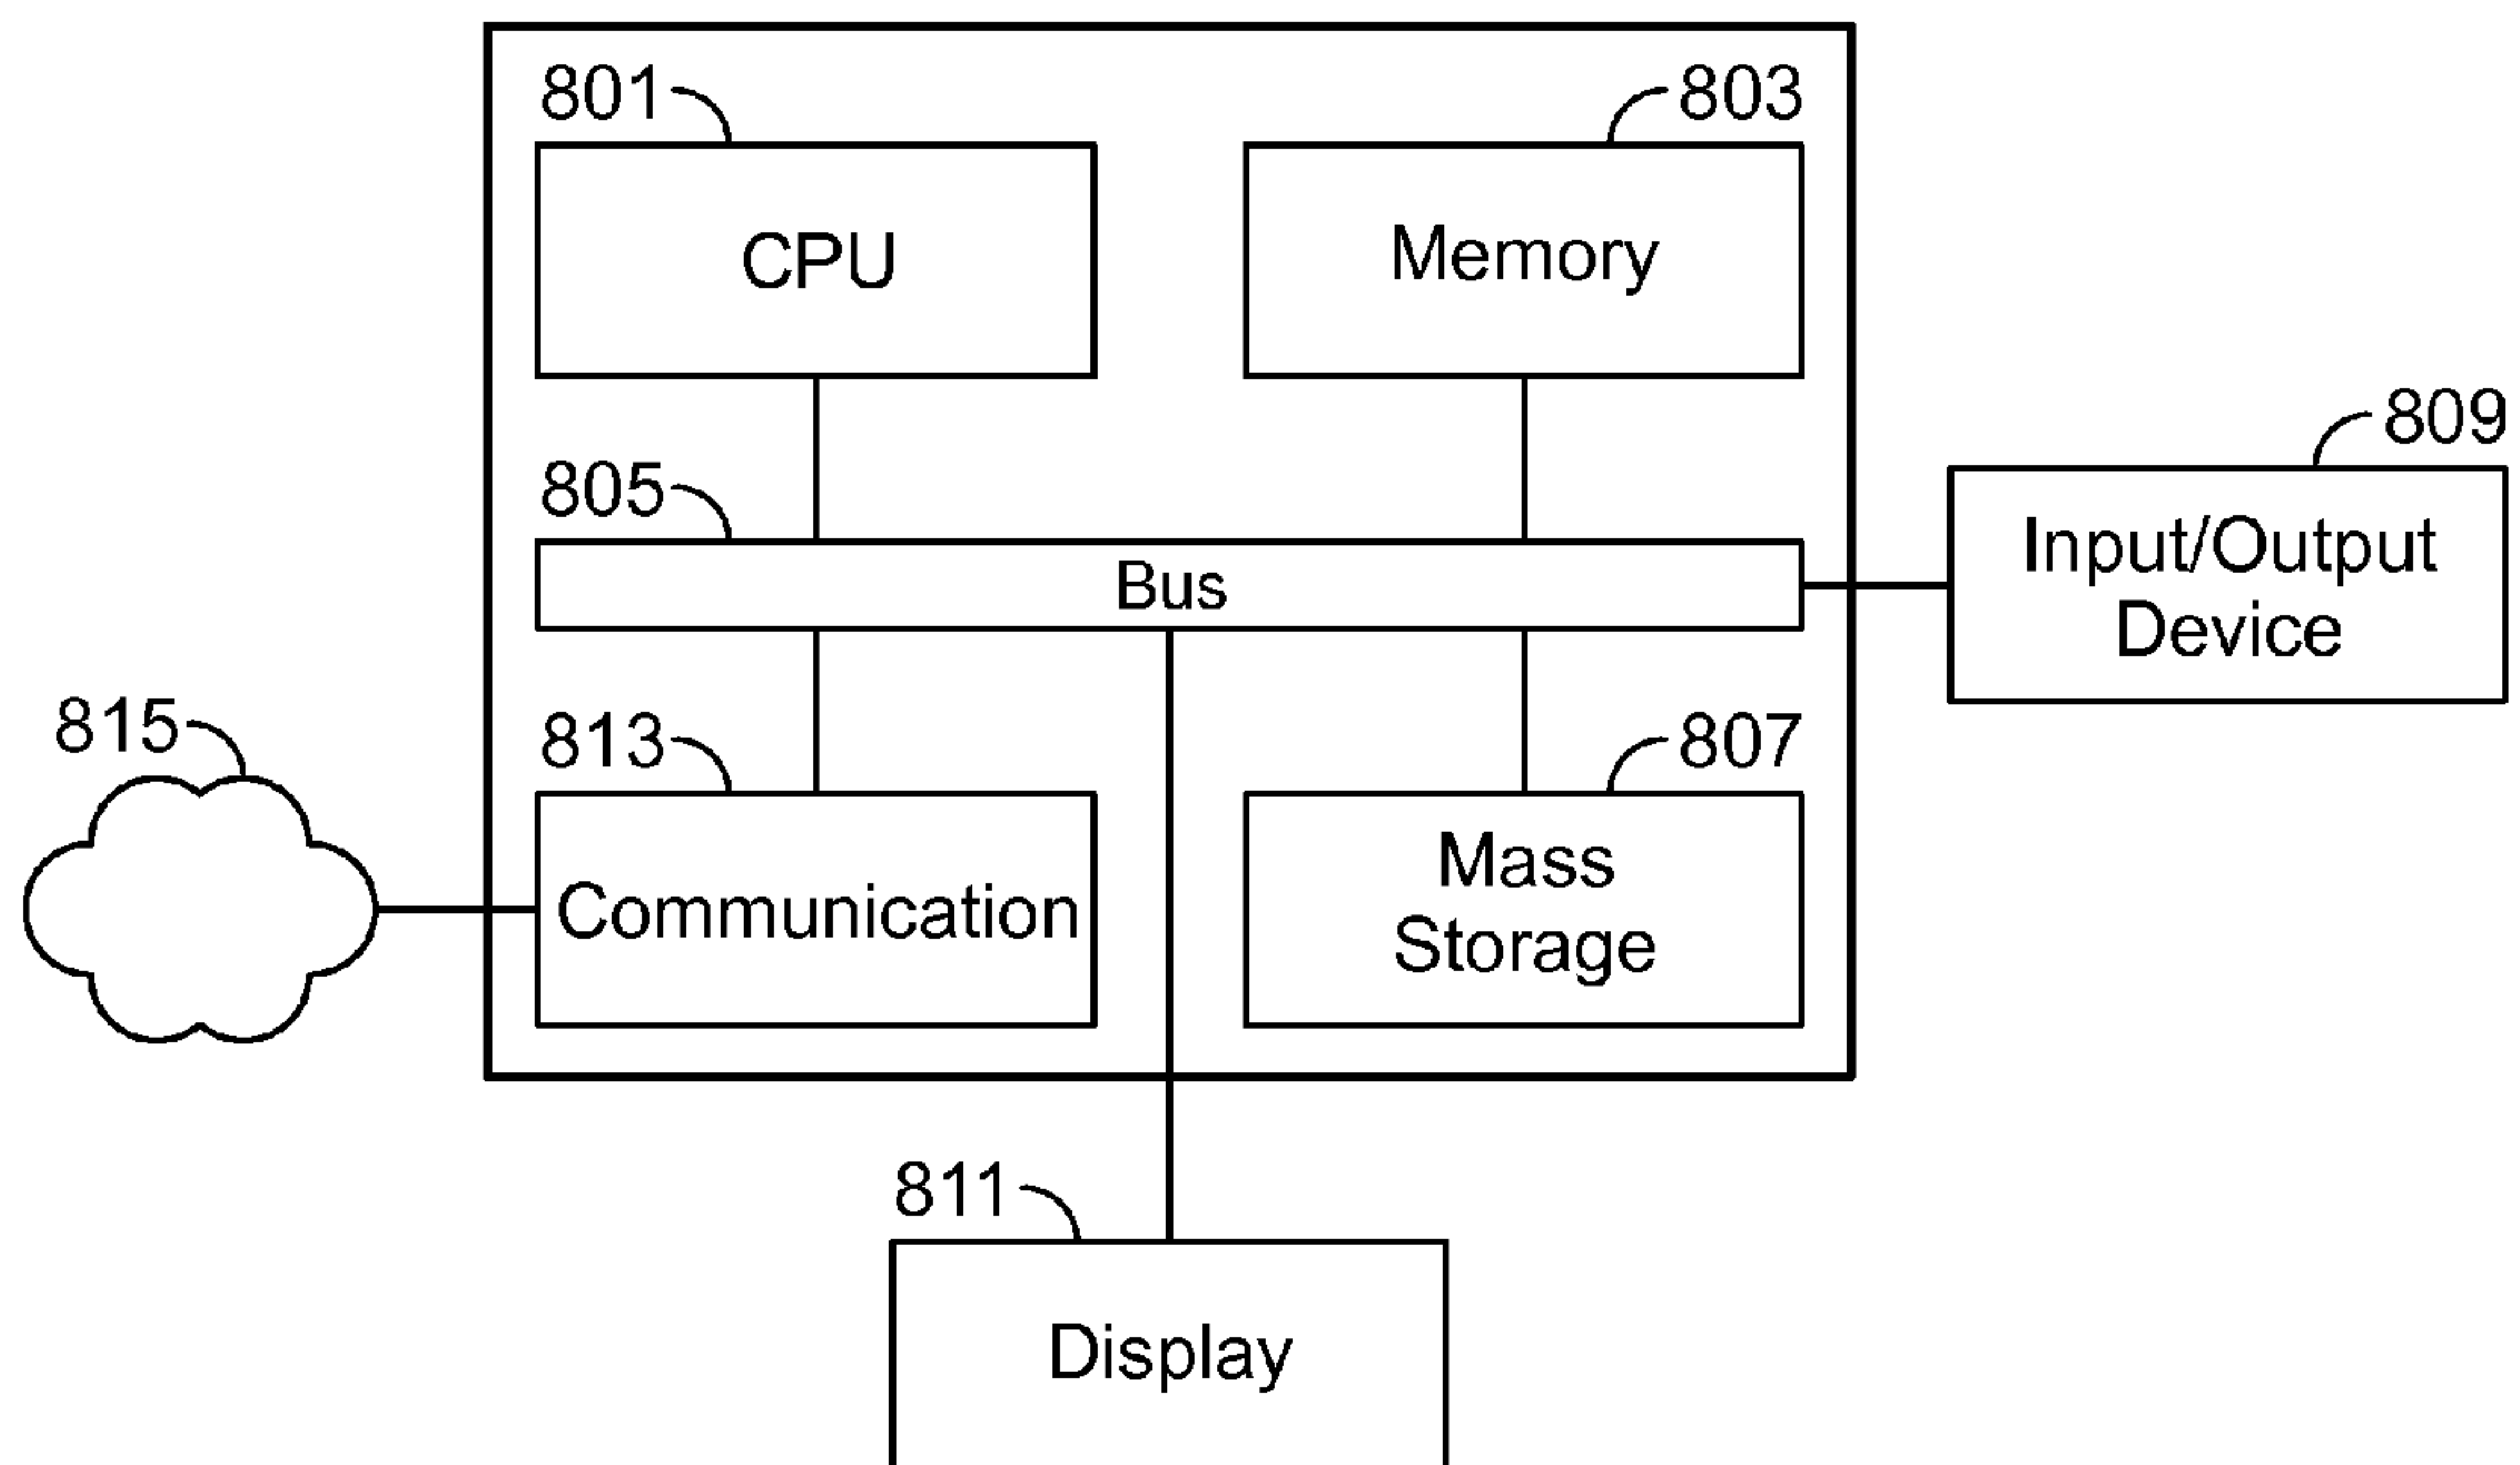 801
803
CPU
Memory
809
805
Input/Output
Device
Bus
815
813
807
Communication
Mass
Storage
811
Display